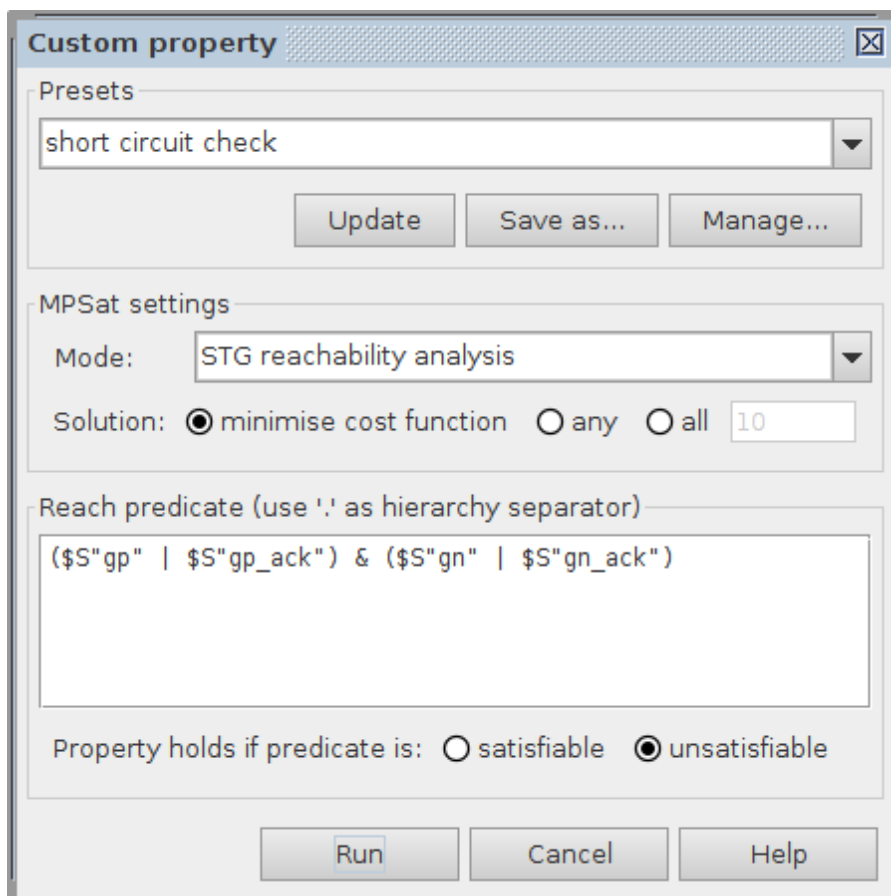 Custom property
Presets
short circuit check
Update Save as... Manage...
MPSat settings
Mode: STG reachability analysis
Solution: minimise cost function any all 10
Reach predicate (use '.' as hierarchy separator)
($S"gp" | $S"gp_ack") & ($S"gn" | $S"gn_ack")
Property holds if predicate is: satisfiable unsatisfiable
Run Cancel Help